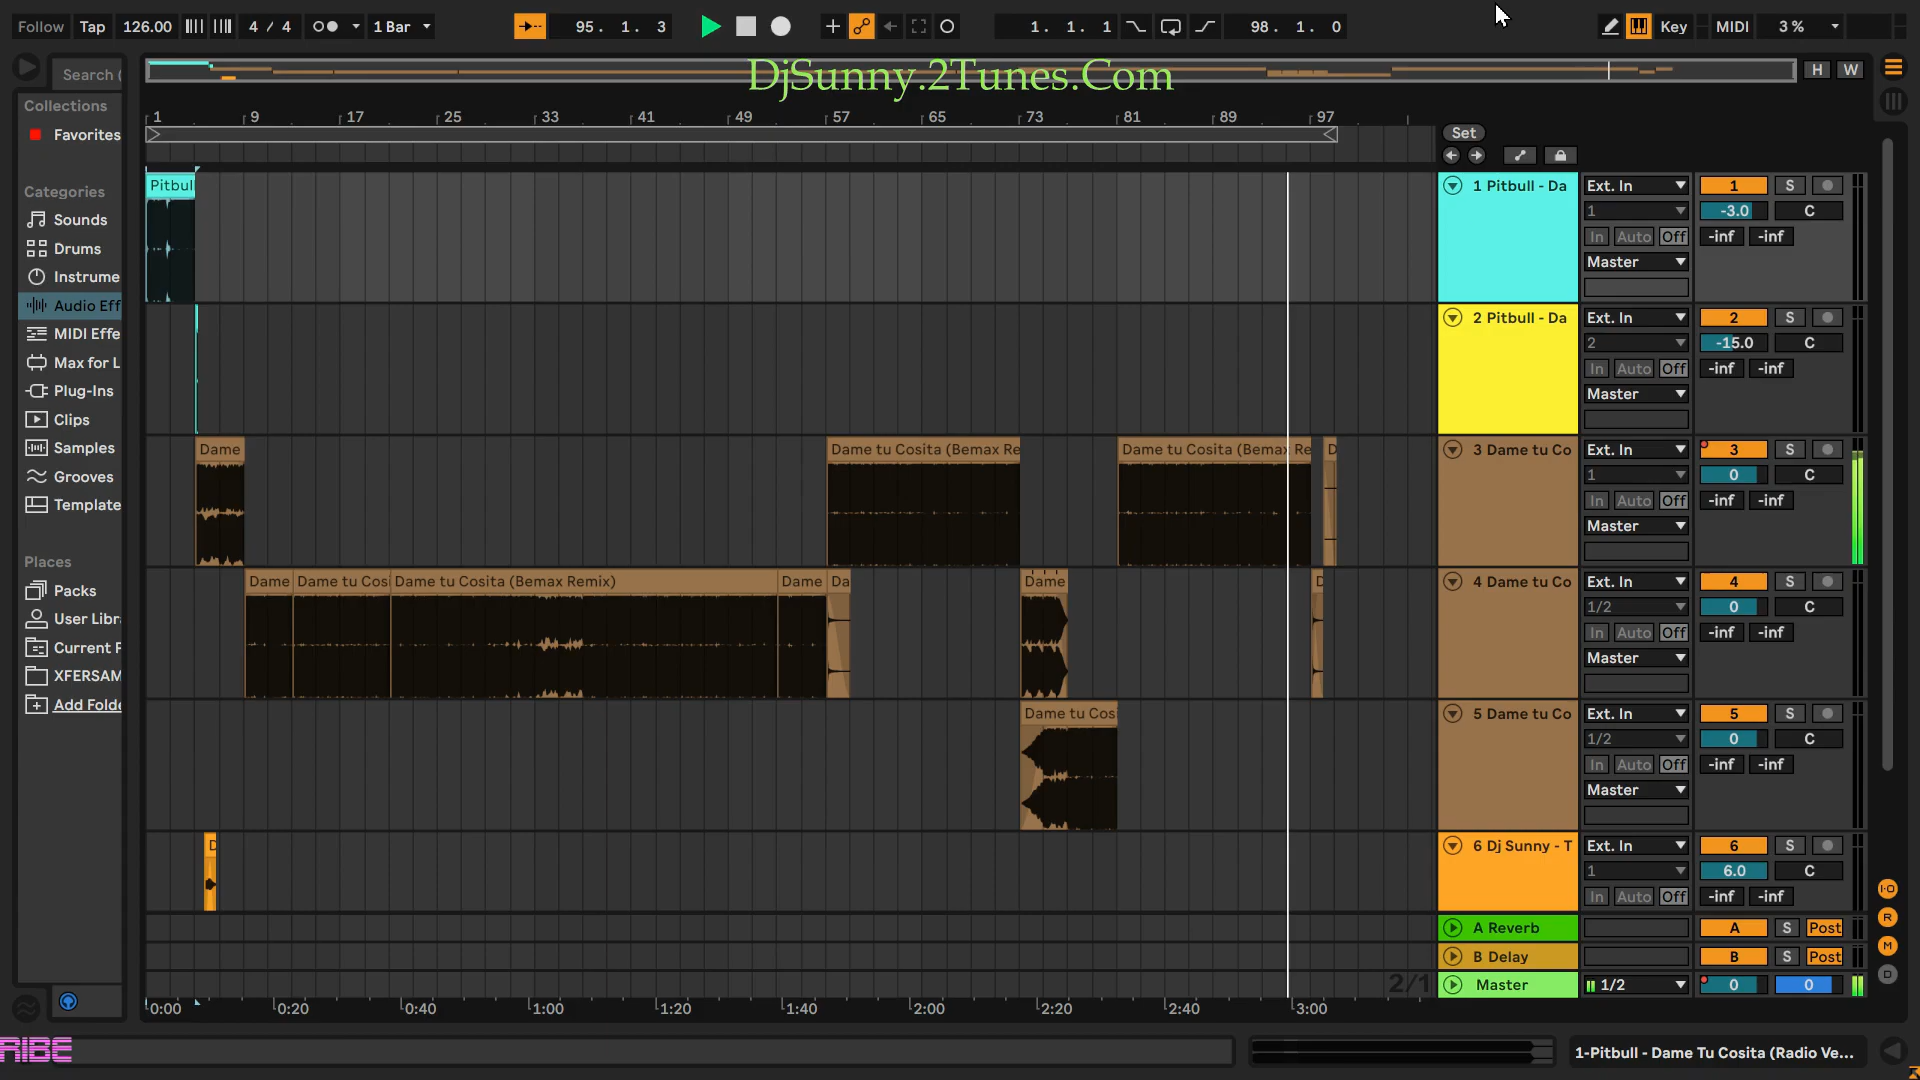 Follow Tap 126.00 4 / 4 1 Bar 95. 1. 3 1. 1. 1 98. 1. 0 Key MIDI 3 %
DjSunny.2Tunes.Com
H W
Search (
Collections
Favorites
Categories
Sounds
Drums
Instrume
Audio Eff
MIDI Effe
Max for L
Plug-Ins
Clips
Samples
Grooves
Template
Places
Packs
User Libra
Current P
XFERSAM
Add Folde
1 9 17 25 33 41 49 57 65 73 81 89 97
Set
Pitbull
1 Pitbull - Da Ext. In 1 S
1 -3.0 C
In Auto Off -inf -inf
Master
2 Pitbull - Da Ext. In 2 S
2 -15.0 C
In Auto Off -inf -inf
Master
Dame Dame tu Cosita (Bemax Re Dame tu Cosita (Bemax Re D
3 Dame tu Co Ext. In 3 S
1 0 C
In Auto Off -inf -inf
Master
Dame Dame tu Cosi Dame tu Cosita (Bemax Remix) Dame Da Dame D
4 Dame tu Co Ext. In 4 S
1/2 0 C
In Auto Off -inf -inf
Master
Dame tu Cosi
5 Dame tu Co Ext. In 5 S
1/2 0 C
In Auto Off -inf -inf
Master
D
6 Dj Sunny - T Ext. In 6 S
1 6.0 C
In Auto Off -inf -inf
A Reverb A S Post
B Delay B S Post
2/1 Master 1/2 0 0
I·O
R
M
D
0:00 0:20 0:40 1:00 1:20 1:40 2:00 2:20 2:40 3:00
RIBE
1-Pitbull - Dame Tu Cosita (Radio Ve...